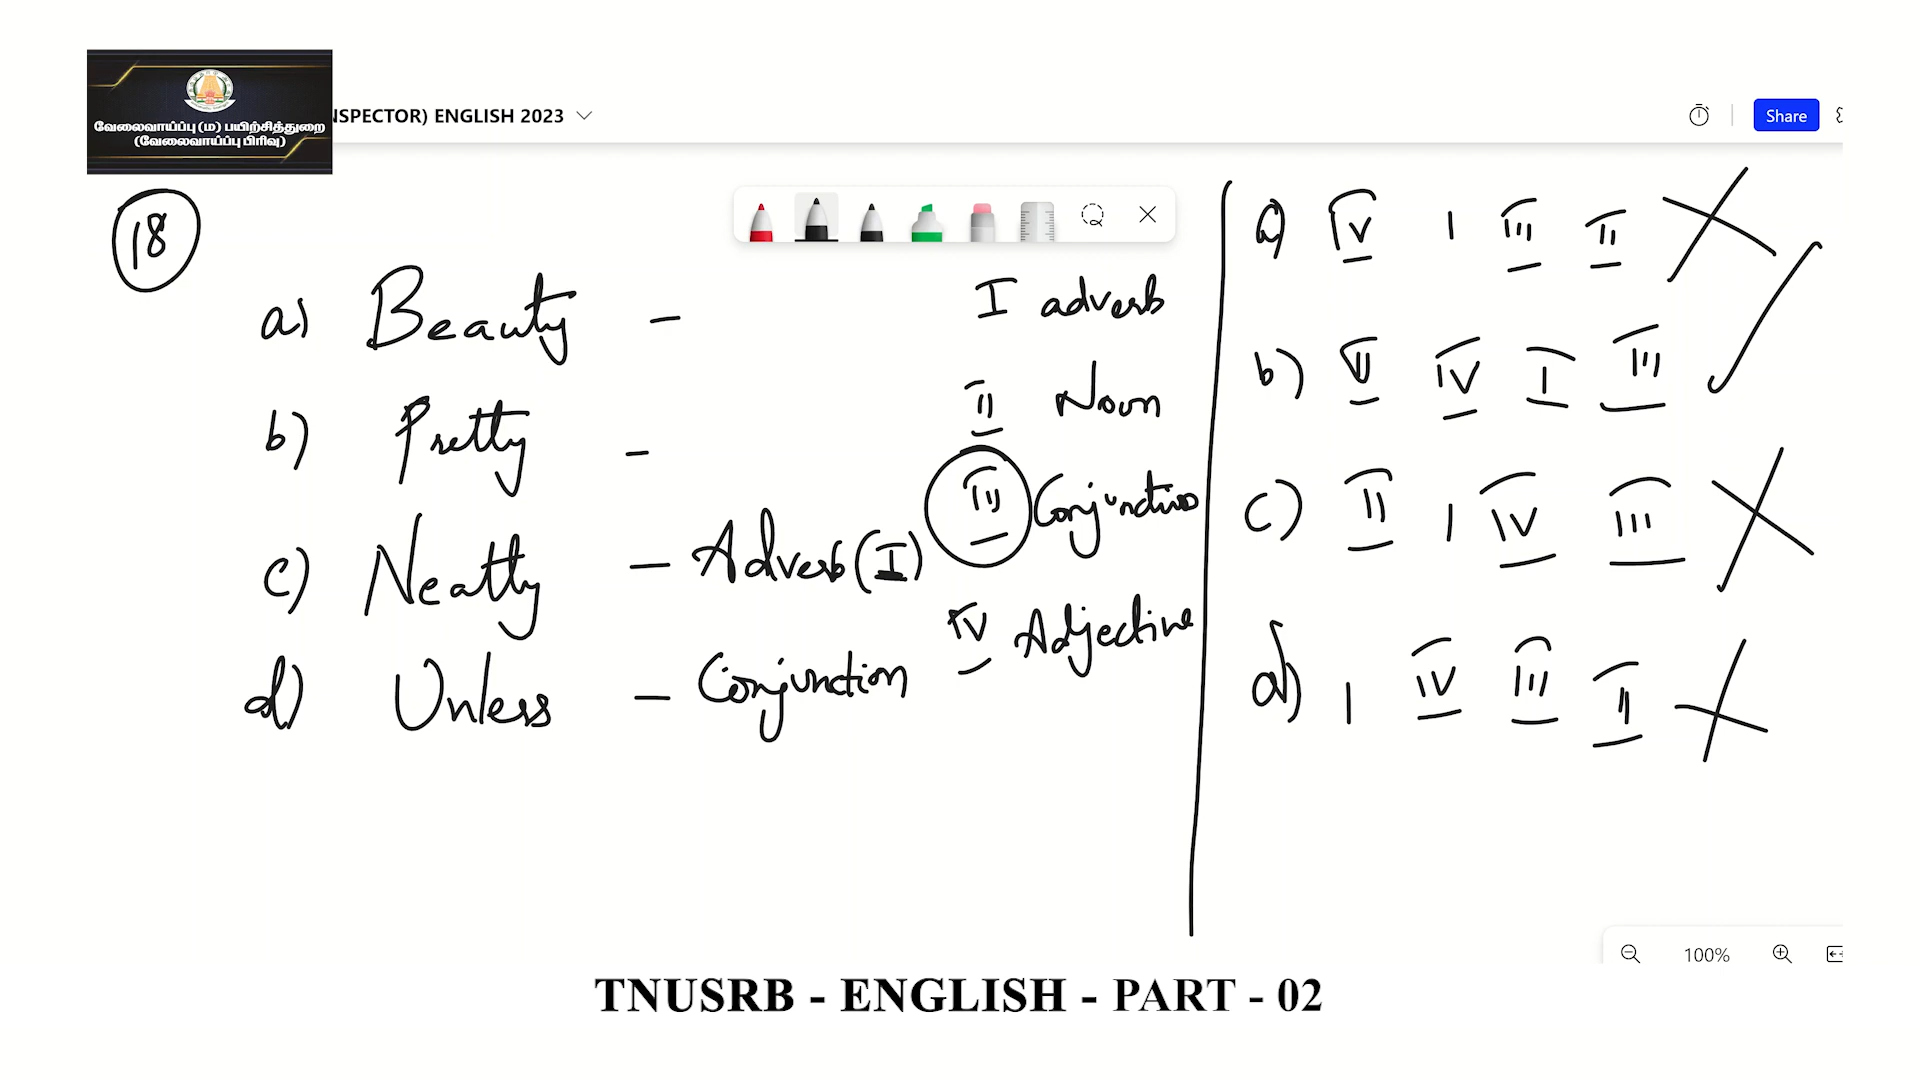 வேலைவாய்ப்பு (ம) பயிற்சித்துறை
(வேலைவாய்ப்பு பிரிவு)
NSPECTOR) ENGLISH 2023
Share
18
a) Beauty -
b) Pretty -
c) Neatly - Adverb (I)
d) Unless - Conjunction
I adverb
II Noun
III Conjunction
IV Adjective
a) IV I III II
b) II IV I III
c) II I IV III
d) I IV III II
100%
TNUSRB - ENGLISH - PART - 02